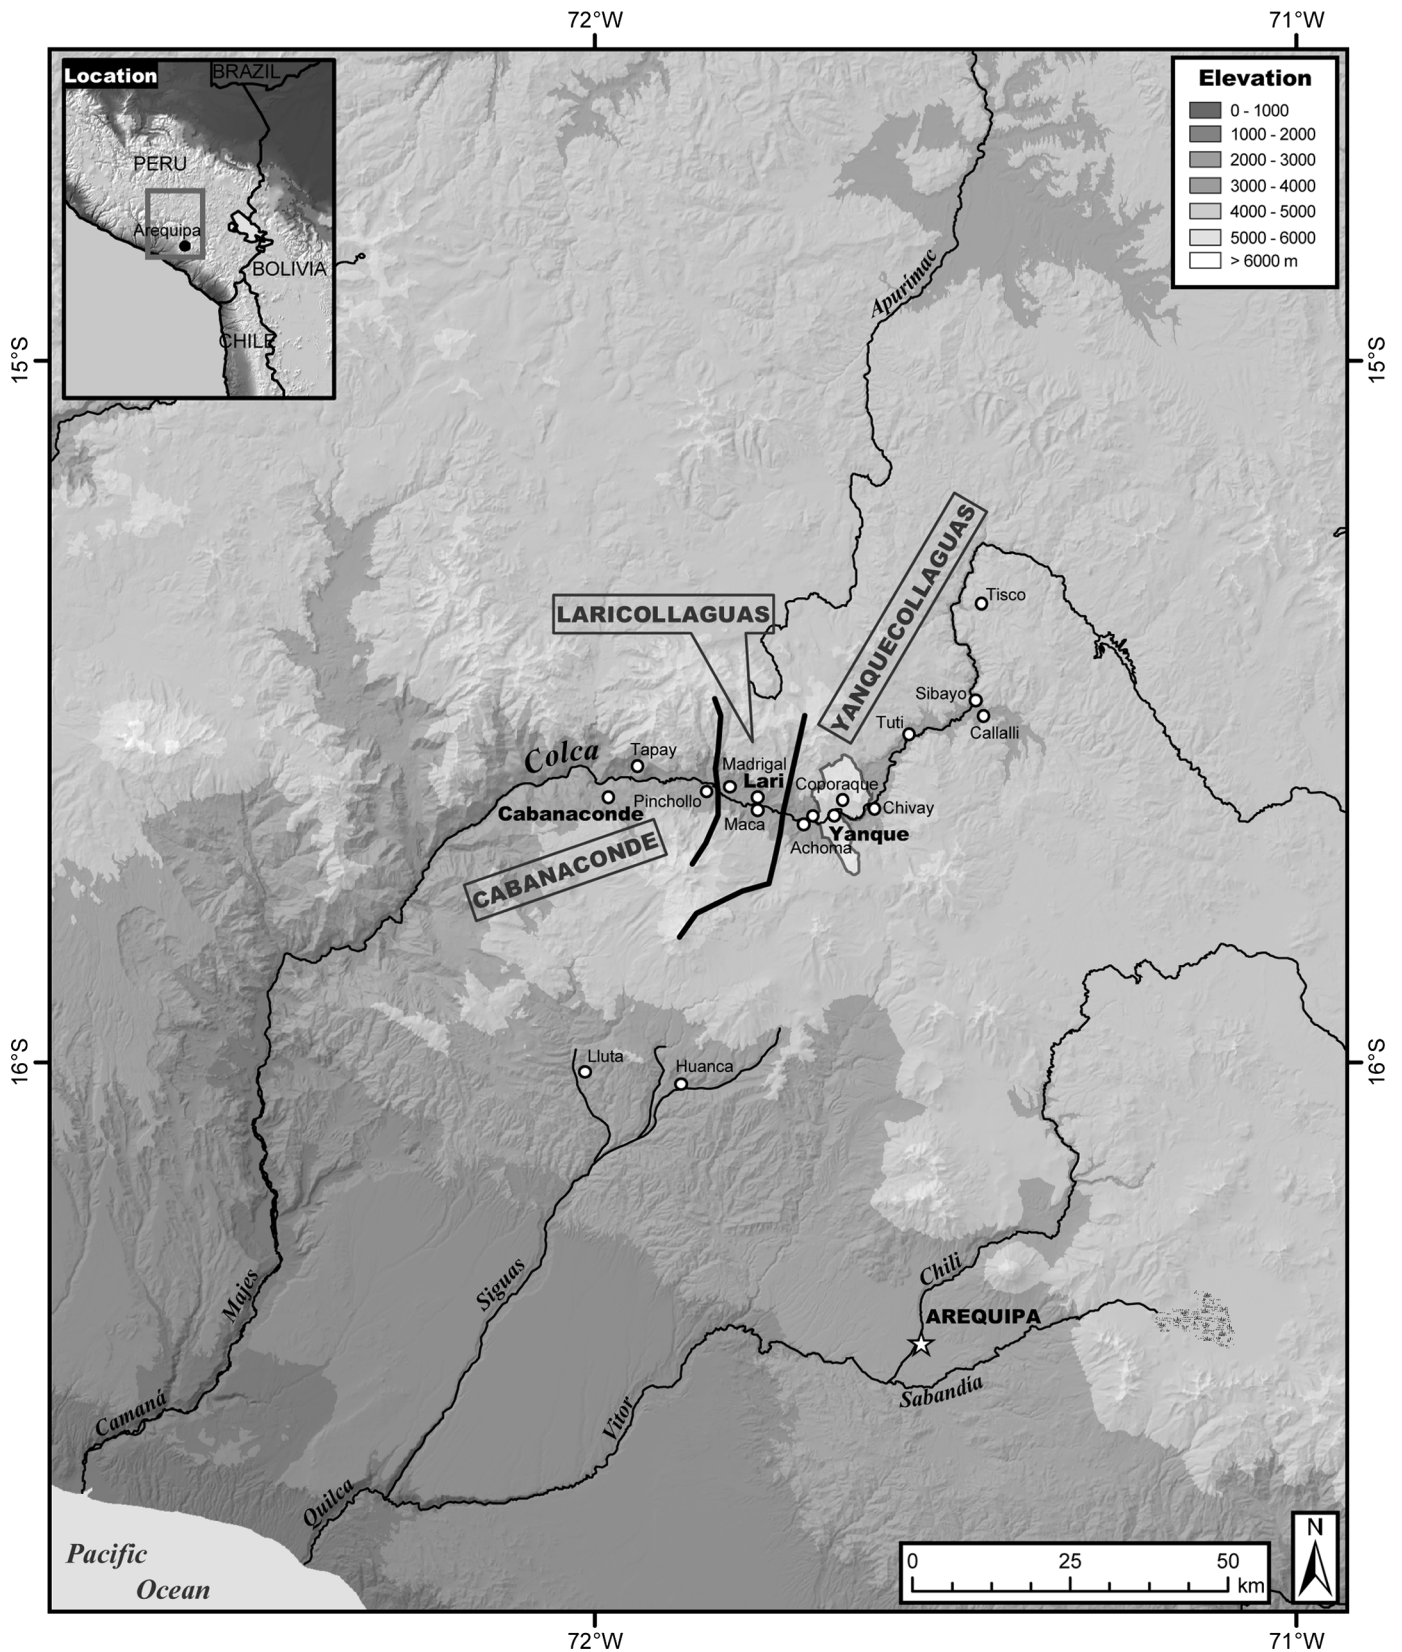 72°W
71°W
Location
BRAZIL
PERU
Arequipa
BOLIVIA
CHILE
Elevation
0 - 1000
1000 - 2000
2000 - 3000
3000 - 4000
4000 - 5000
5000 - 6000
> 6000 m
Apurímac
15°S
15°S
YANQUECOLLAGUAS
Tisco
LARICOLLAGUAS
Sibayo
Tuti
Callalli
Colca
Tapay
Madrigal
Lari
Coporaque
Pinchollo
Cabanaconde
Chivay
Maca
Yanque
Achoma
CABANACONDE
16°S
16°S
Lluta
Huanca
Chili
Majes
Siguas
AREQUIPA
Sabandía
Camaná
Vitor
Quilca
Pacific
Ocean
N
0 25 50
km
72°W
71°W